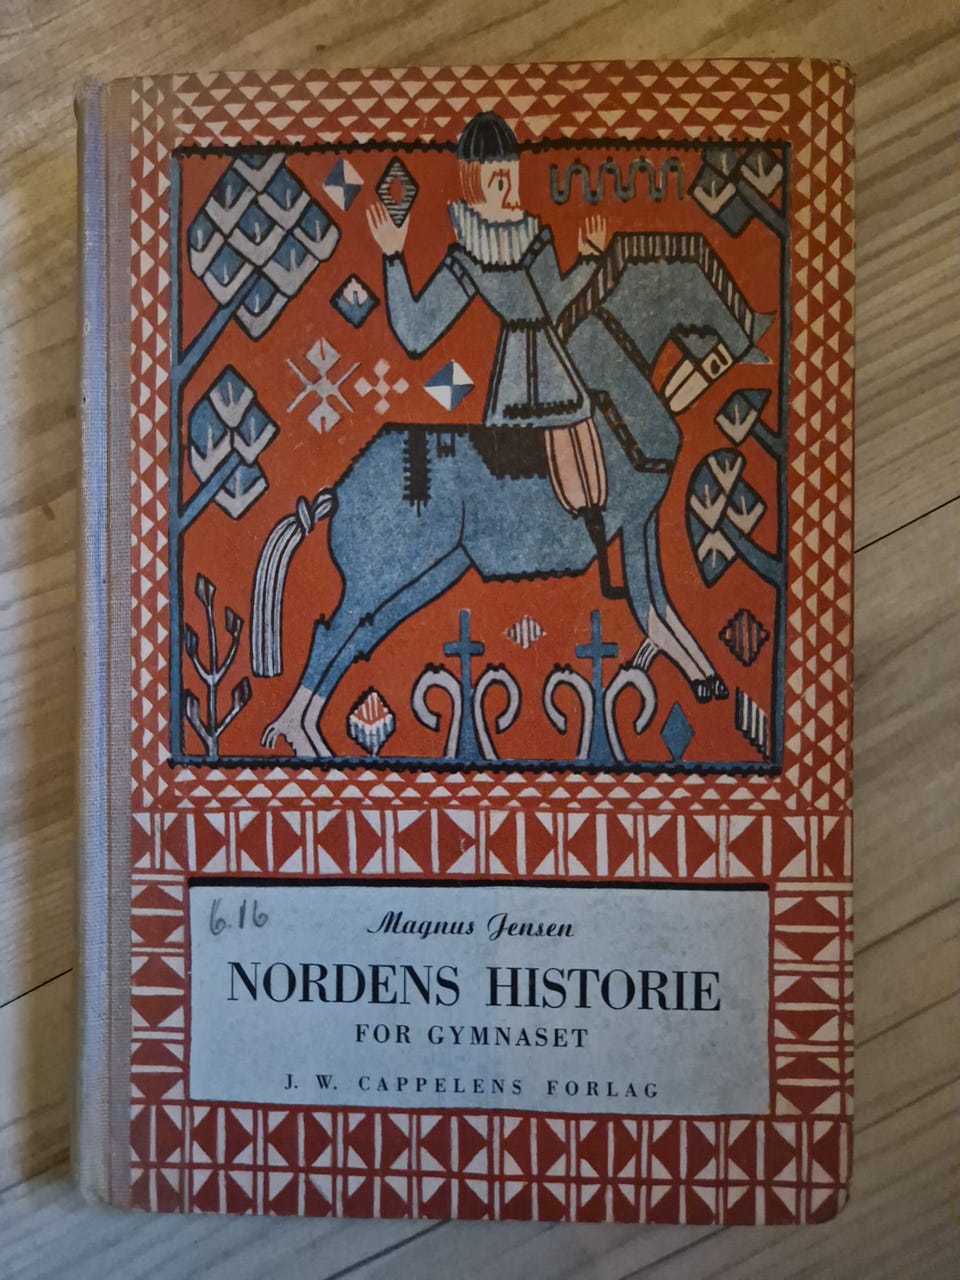 6.16
Magnus Jensen
NORDENS HISTORIE
FOR GYMNASET
J. W. CAPPELENS FORLAG